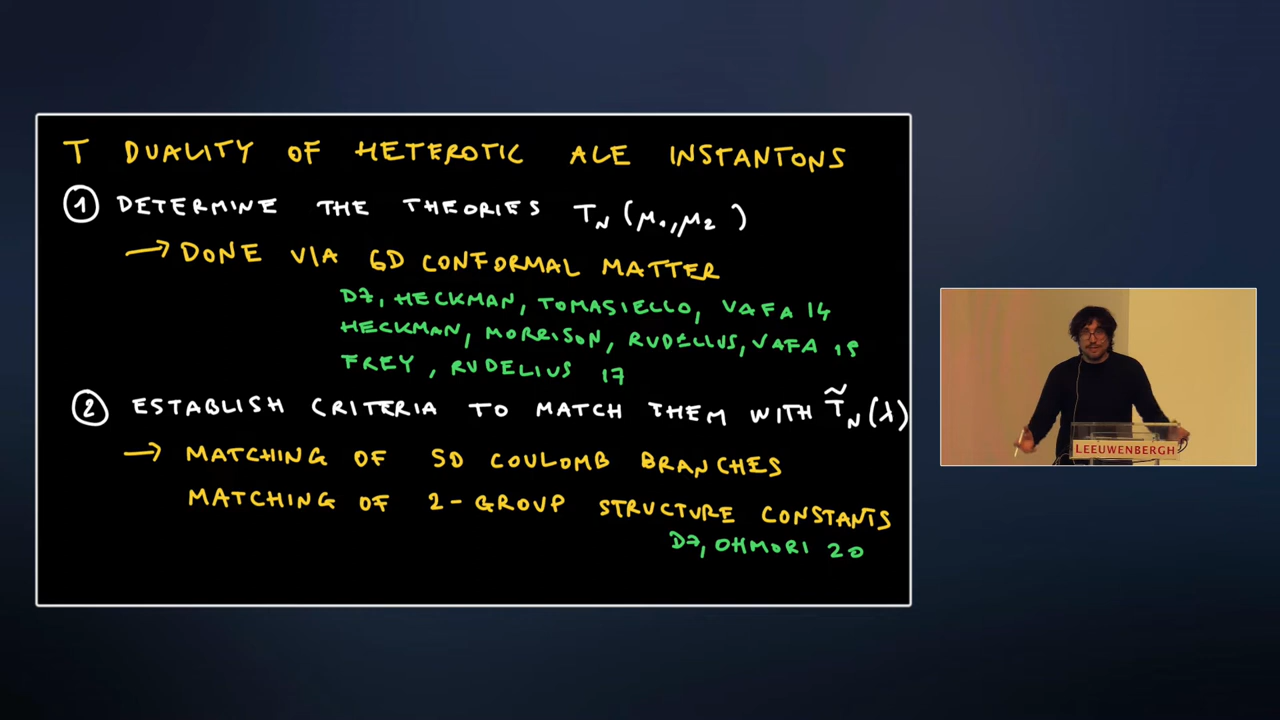 T DUALITY OF HETEROTIC ALE INSTANTONS
① DETERMINE THE THEORIES T_N (μ₁, μ₂)
→ DONE VIA 6D CONFORMAL MATTER
DZ, HECKMAN, TOMASIELLO, VAFA 14
HECKMAN, MORRISON, RUDELIUS, VAFA 15
FREY, RUDELIUS 17
② ESTABLISH CRITERIA TO MATCH THEM WITH T̃_N(λ)
→ MATCHING OF 5D COULOMB BRANCHES
MATCHING OF 2-GROUP STRUCTURE CONSTANTS
DZ, OHMORI 20
LEEUWENBERGH